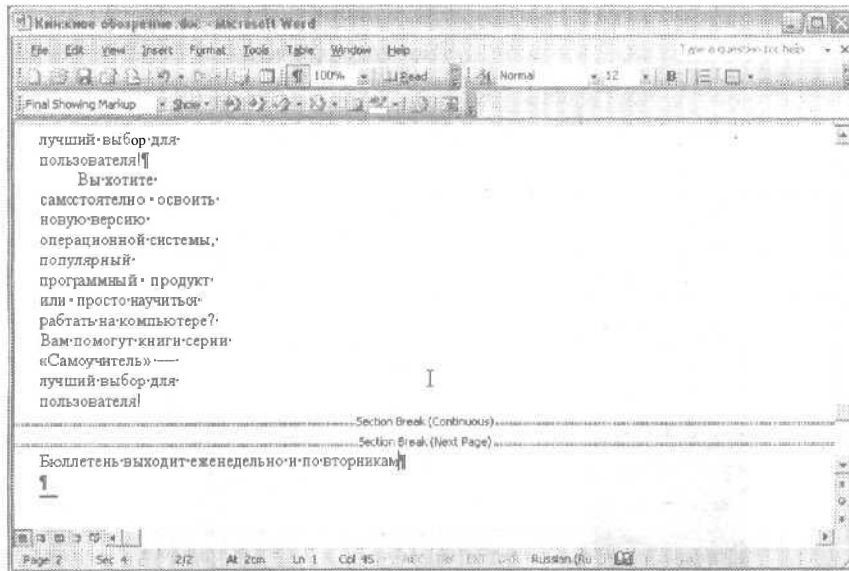 Книжное обозрение.doc - Microsoft Word
File Edit View Insert Format Tools Table Window Help Type a question for help
100% Read Normal 12 B
Final Showing Markup Show
лучший·выбор·для·
пользователя!¶
Вы·хотите·
самостоятелно·освоить·
новую·версию·
операционной·системы,·
популярный·
программный·продукт·
или·просто·научиться·
рабтать·на·компьютере?·
Вам·помогут·книги·серии·
«Самоучитель»·—·
лучший·выбор·для·
пользователя!
Section Break (Continuous)
Section Break (Next Page)
Бюллетень·выходит·еженедельно·и·по·вторникам¶
¶
Page 2 Sec 4 2/2 At 2cm Ln 1 Col 45 Russian (Ru